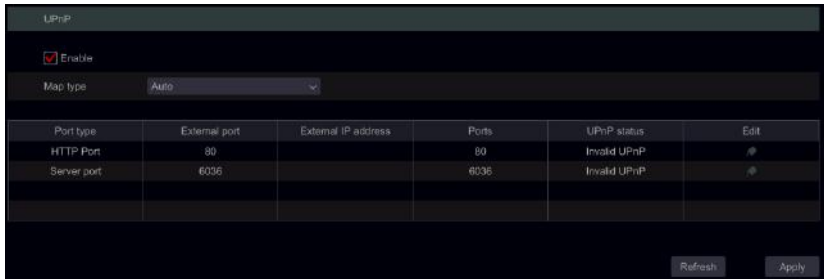 UPnP
Enable
Map type Auto
Port type External port External IP address Ports UPnP status Edit
HTTP Port 80 80 Invalid UPnP
Server port 6036 6036 Invalid UPnP
Refresh Apply